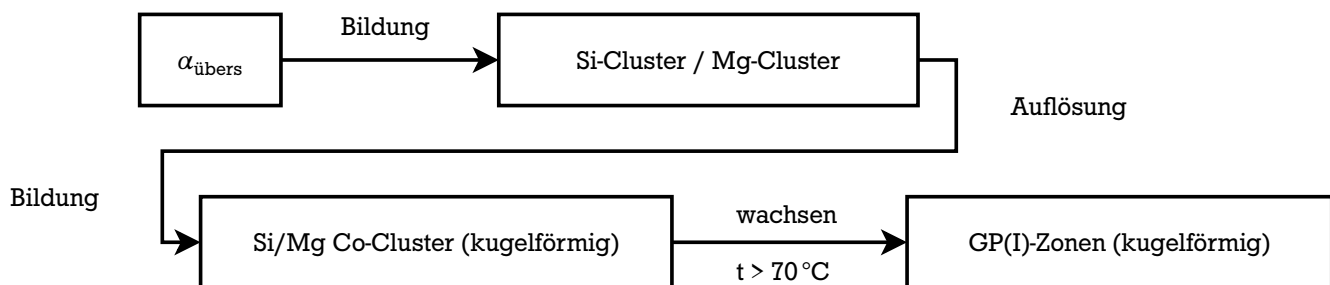 Bildung
α_übers
Si-Cluster / Mg-Cluster
Auflösung
Bildung
Si/Mg Co-Cluster (kugelförmig)
wachsen
t > 70 °C
GP(I)-Zonen (kugelförmig)